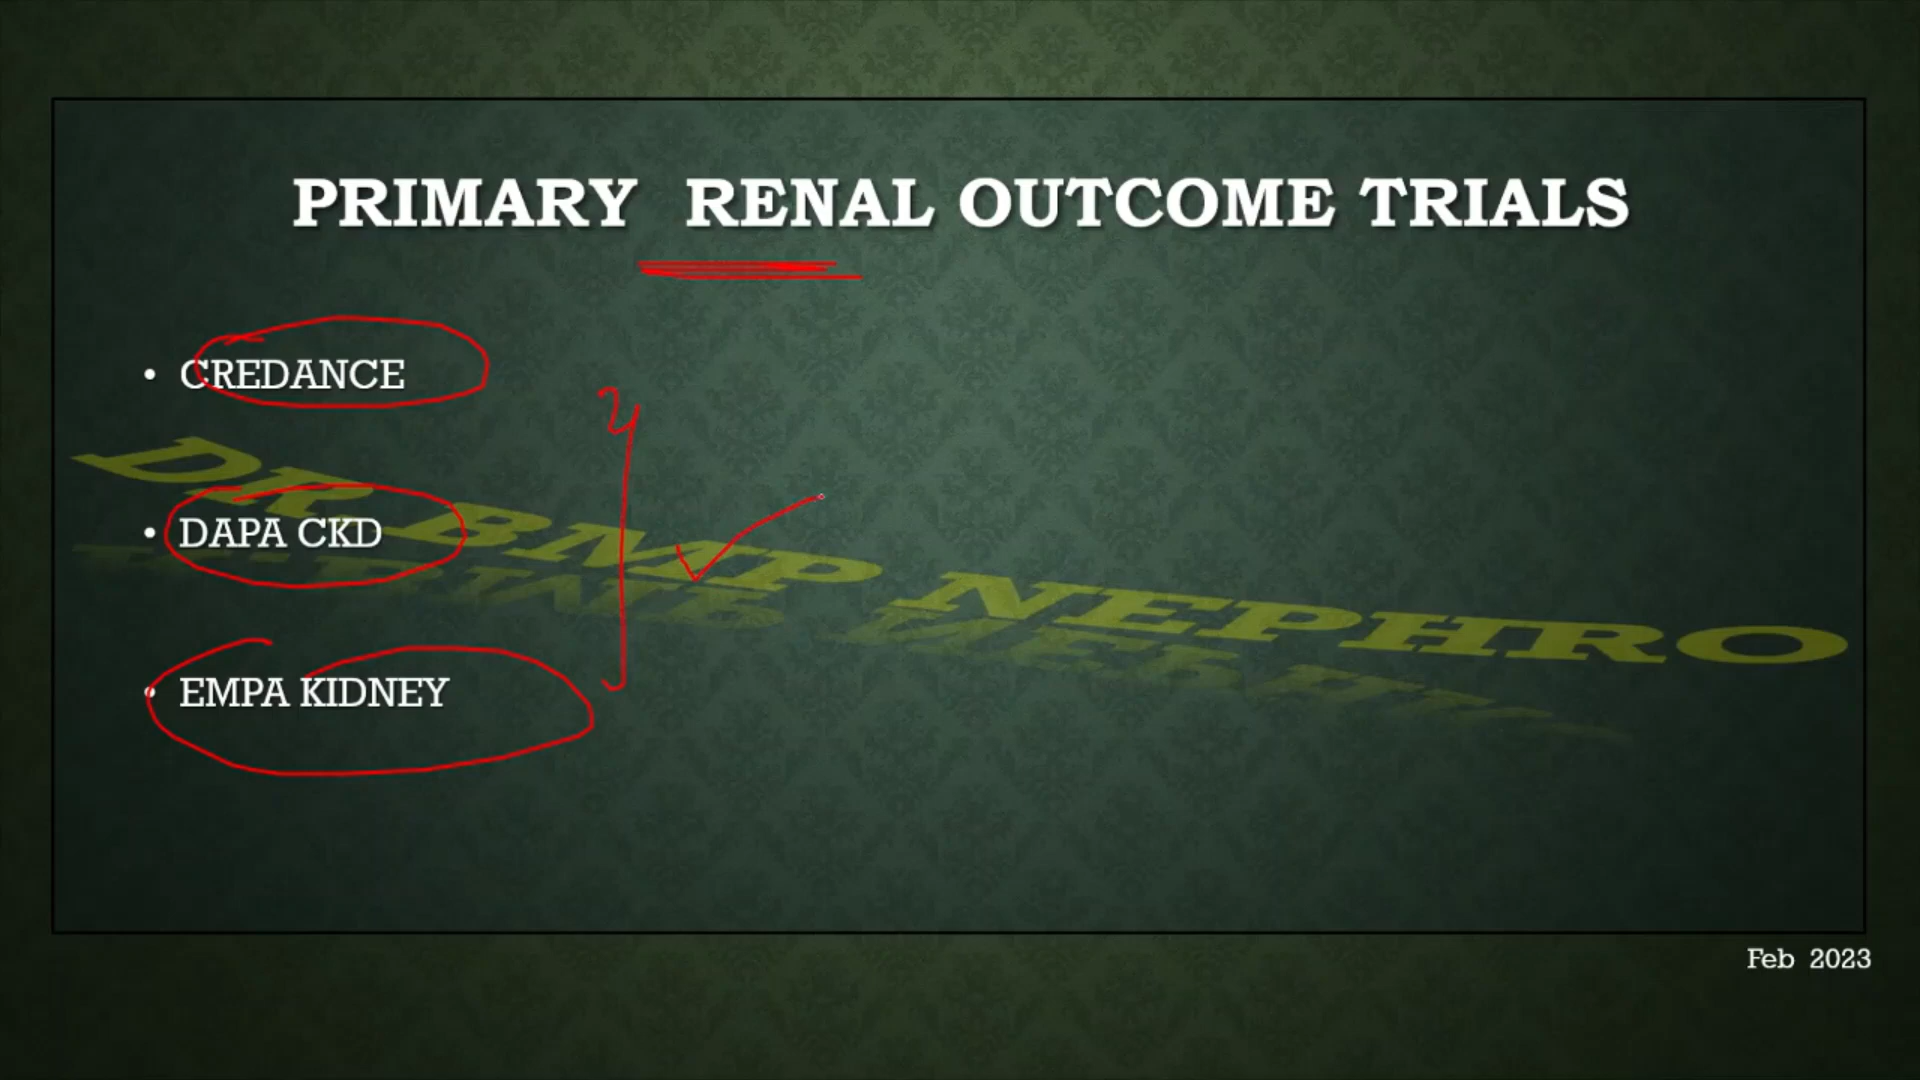 PRIMARY RENAL OUTCOME TRIALS
• CREDANCE
• DAPA CKD
• EMPA KIDNEY
DR BMP NEPHRO
Feb 2023